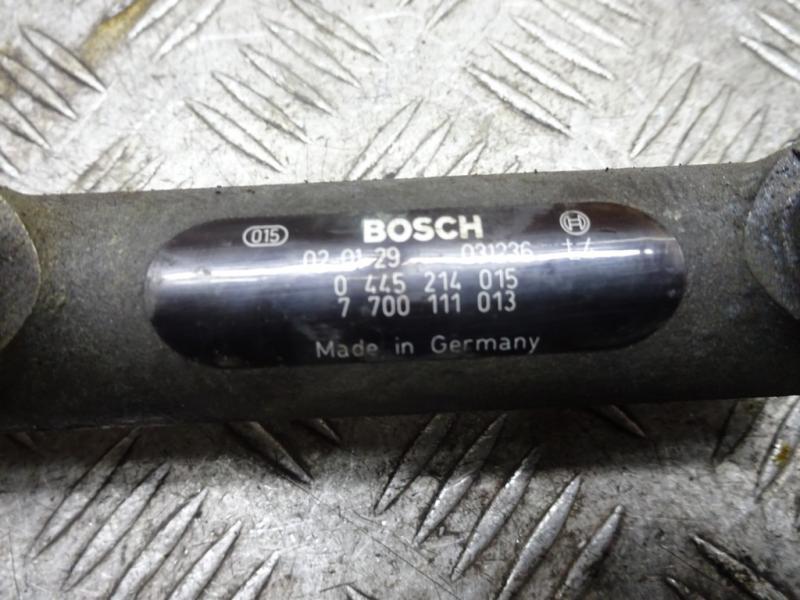 015 BOSCH
02 01 29 031236
0 445 214 015
7 700 111 013
Made in Germany